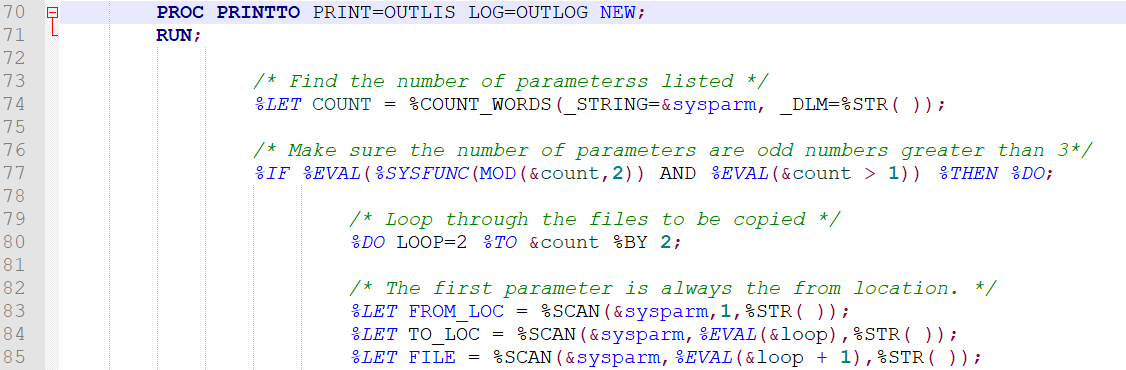 70 PROC PRINTTO PRINT=OUTLIS LOG=OUTLOG NEW;
71 RUN;
72
73 /* Find the number of parameterss listed */
74 %LET COUNT = %COUNT_WORDS(_STRING=&sysparm, _DLM=%STR( ));
75
76 /* Make sure the number of parameters are odd numbers greater than 3*/
77 %IF %EVAL(%SYSFUNC(MOD(&count,2)) AND %EVAL(&count > 1)) %THEN %DO;
78
79 /* Loop through the files to be copied */
80 %DO LOOP=2 %TO &count %BY 2;
81
82 /* The first parameter is always the from location. */
83 %LET FROM_LOC = %SCAN(&sysparm,1,%STR( ));
84 %LET TO_LOC = %SCAN(&sysparm,%EVAL(&loop),%STR( ));
85 %LET FILE = %SCAN(&sysparm,%EVAL(&loop + 1),%STR( ));